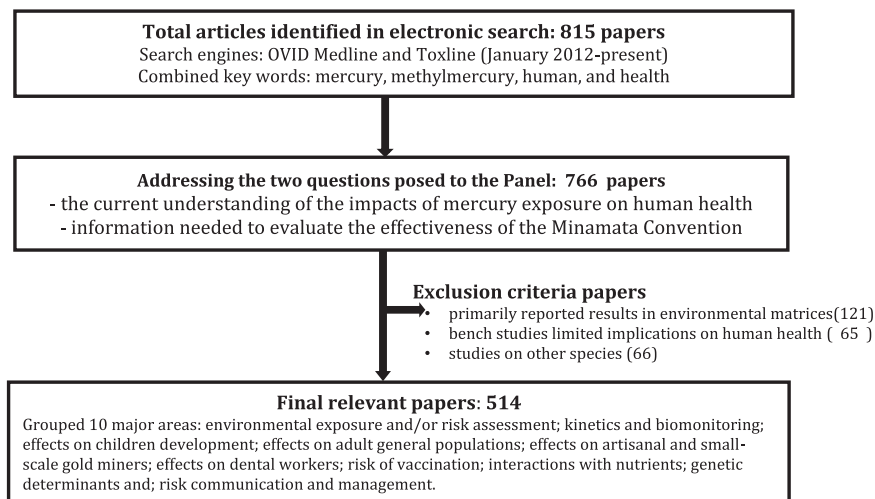 Total articles identified in electronic search: 815 papers
Search engines: OVID Medline and Toxline (January 2012-present)
Combined key words: mercury, methylmercury, human, and health
Addressing the two questions posed to the Panel: 766 papers
- the current understanding of the impacts of mercury exposure on human health
- information needed to evaluate the effectiveness of the Minamata Convention
Exclusion criteria papers
• primarily reported results in environmental matrices(121)
• bench studies limited implications on human health ( 65 )
• studies on other species (66)
Final relevant papers: 514
Grouped 10 major areas: environmental exposure and/or risk assessment; kinetics and biomonitoring;
effects on children development; effects on adult general populations; effects on artisanal and small-
scale gold miners; effects on dental workers; risk of vaccination; interactions with nutrients; genetic
determinants and; risk communication and management.